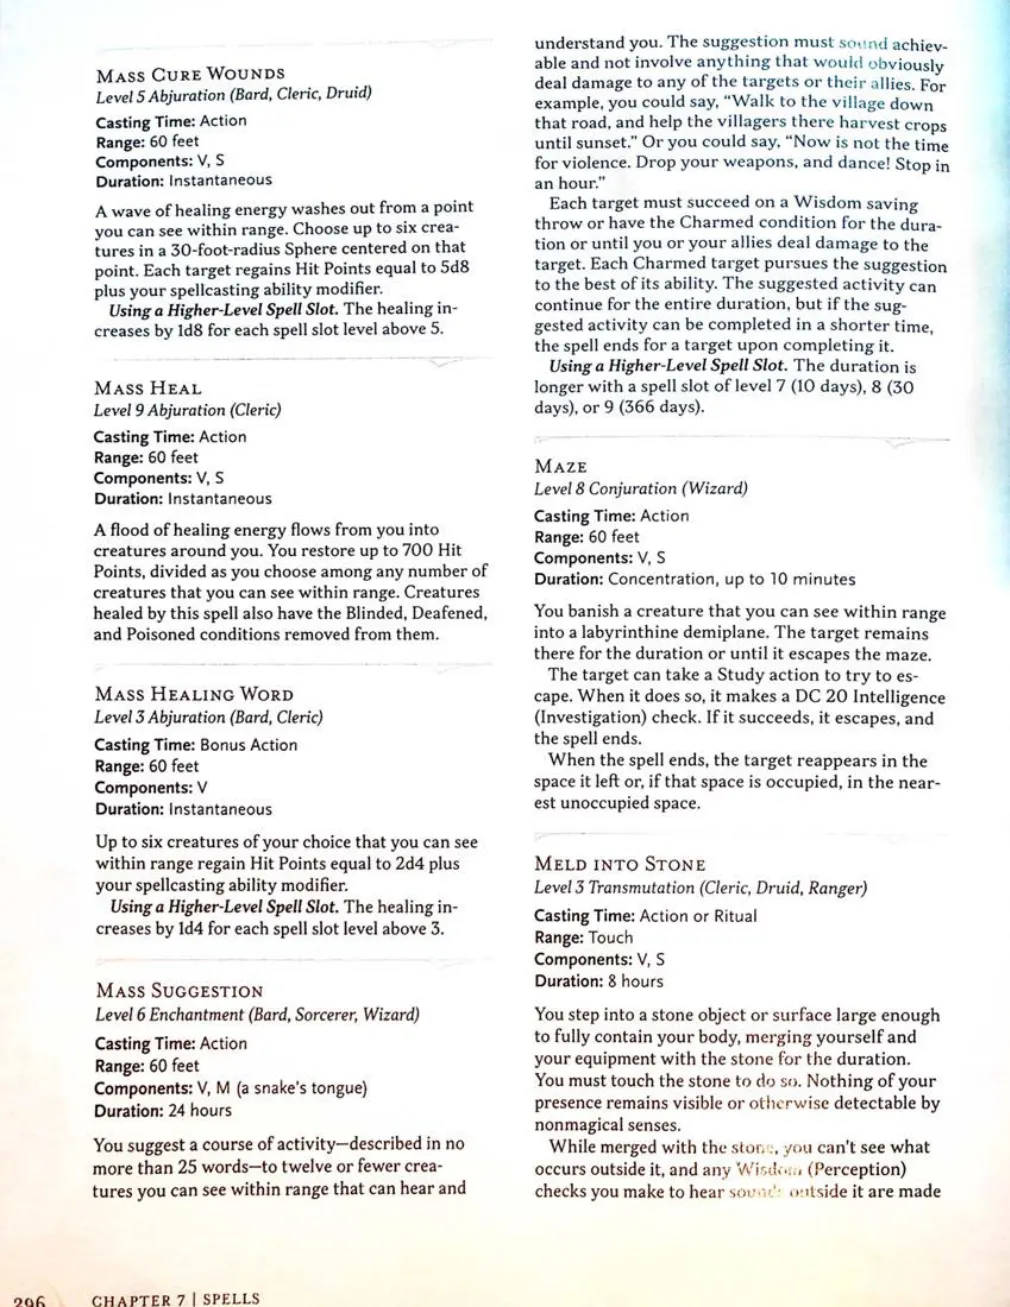 MASS CURE WOUNDS
Level 5 Abjuration (Bard, Cleric, Druid)
Casting Time: Action
Range: 60 feet
Components: V, S
Duration: Instantaneous
A wave of healing energy washes out from a point
you can see within range. Choose up to six crea-
tures in a 30-foot-radius Sphere centered on that
point. Each target regains Hit Points equal to 5d8
plus your spellcasting ability modifier.
Using a Higher-Level Spell Slot. The healing in-
creases by 1d8 for each spell slot level above 5.
MASS HEAL
Level 9 Abjuration (Cleric)
Casting Time: Action
Range: 60 feet
Components: V, S
Duration: Instantaneous
A flood of healing energy flows from you into
creatures around you. You restore up to 700 Hit
Points, divided as you choose among any number of
creatures that you can see within range. Creatures
healed by this spell also have the Blinded, Deafened,
and Poisoned conditions removed from them.
MASS HEALING WORD
Level 3 Abjuration (Bard, Cleric)
Casting Time: Bonus Action
Range: 60 feet
Components: V
Duration: Instantaneous
Up to six creatures of your choice that you can see
within range regain Hit Points equal to 2d4 plus
your spellcasting ability modifier.
Using a Higher-Level Spell Slot. The healing in-
creases by 1d4 for each spell slot level above 3.
MASS SUGGESTION
Level 6 Enchantment (Bard, Sorcerer, Wizard)
Casting Time: Action
Range: 60 feet
Components: V, M (a snake's tongue)
Duration: 24 hours
You suggest a course of activity—described in no
more than 25 words—to twelve or fewer crea-
tures you can see within range that can hear and
understand you. The suggestion must sound achiev-
able and not involve anything that would obviously
deal damage to any of the targets or their allies. For
example, you could say, "Walk to the village down
that road, and help the villagers there harvest crops
until sunset." Or you could say, "Now is not the time
for violence. Drop your weapons, and dance! Stop in
an hour."
Each target must succeed on a Wisdom saving
throw or have the Charmed condition for the dura-
tion or until you or your allies deal damage to the
target. Each Charmed target pursues the suggestion
to the best of its ability. The suggested activity can
continue for the entire duration, but if the sug-
gested activity can be completed in a shorter time,
the spell ends for a target upon completing it.
Using a Higher-Level Spell Slot. The duration is
longer with a spell slot of level 7 (10 days), 8 (30
days), or 9 (366 days).
MAZE
Level 8 Conjuration (Wizard)
Casting Time: Action
Range: 60 feet
Components: V, S
Duration: Concentration, up to 10 minutes
You banish a creature that you can see within range
into a labyrinthine demiplane. The target remains
there for the duration or until it escapes the maze.
The target can take a Study action to try to es-
cape. When it does so, it makes a DC 20 Intelligence
(Investigation) check. If it succeeds, it escapes, and
the spell ends.
When the spell ends, the target reappears in the
space it left or, if that space is occupied, in the near-
est unoccupied space.
MELD INTO STONE
Level 3 Transmutation (Cleric, Druid, Ranger)
Casting Time: Action or Ritual
Range: Touch
Components: V, S
Duration: 8 hours
You step into a stone object or surface large enough
to fully contain your body, merging yourself and
your equipment with the stone for the duration.
You must touch the stone to do so. Nothing of your
presence remains visible or otherwise detectable by
nonmagical senses.
While merged with the stone, you can't see what
occurs outside it, and any Wisdom (Perception)
checks you make to hear sounds outside it are made
296 CHAPTER 7 | SPELLS